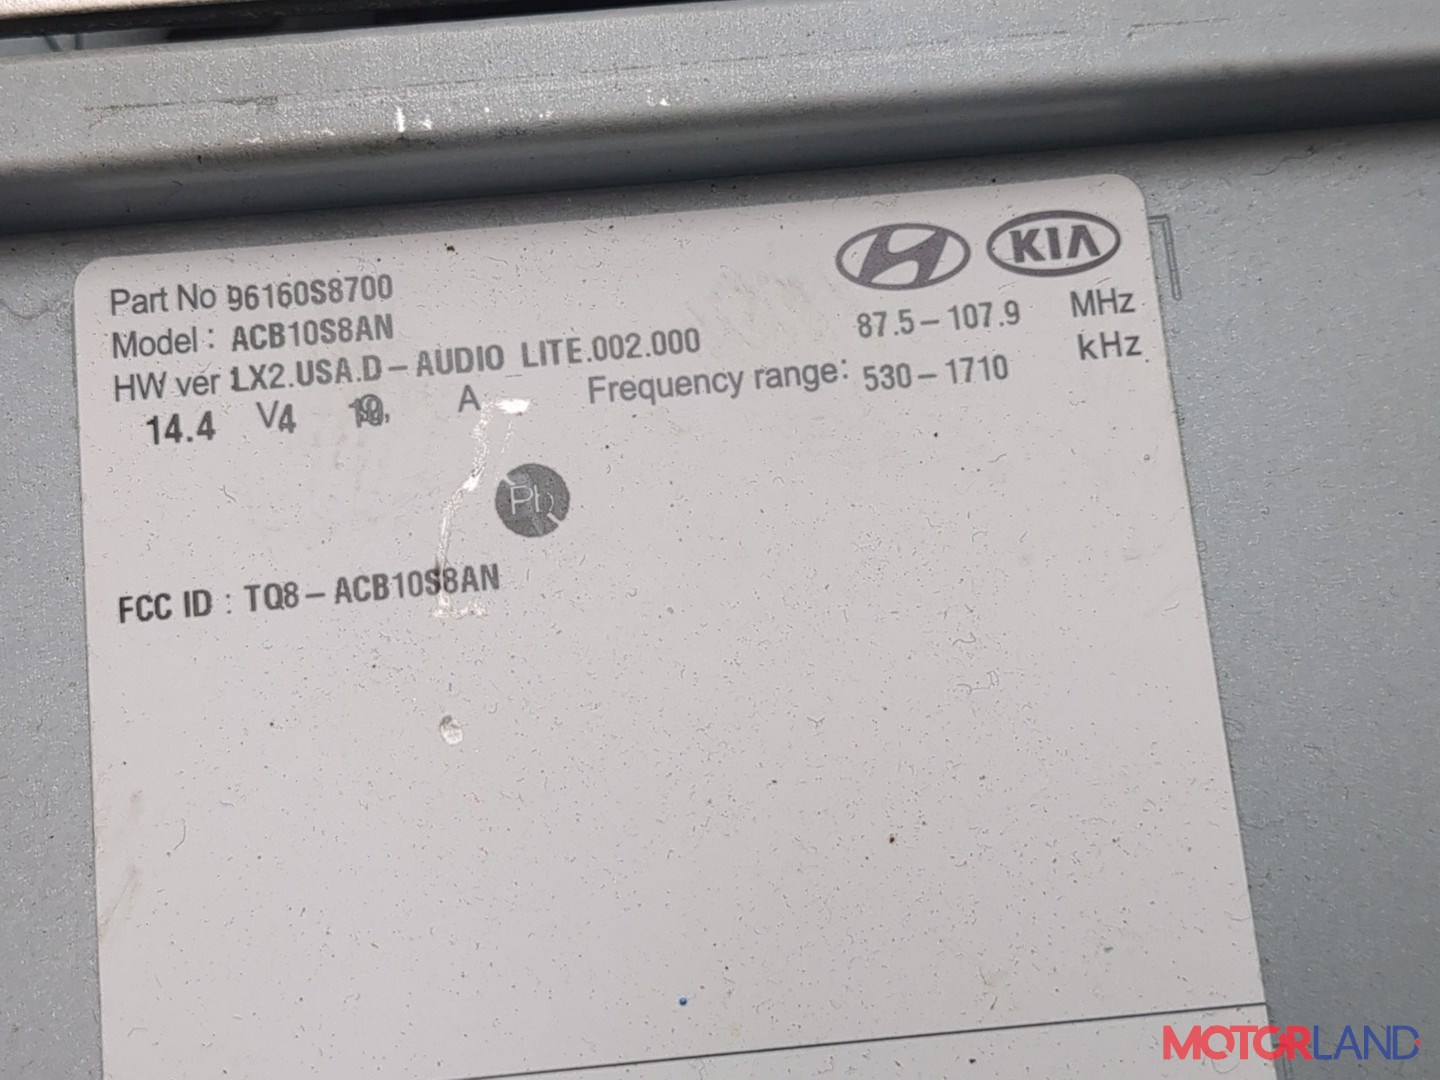 KIA
Part No 96160S8700
Model : ACB10S8AN
HW ver LX2.USA.D-AUDIO_LITE.002.000
87.5-107.9 MHz
Frequency range: 530-1710 kHz
14.4 V4 A
Pb
FCC ID : TQ8-ACB10S8AN
MOTORLAND